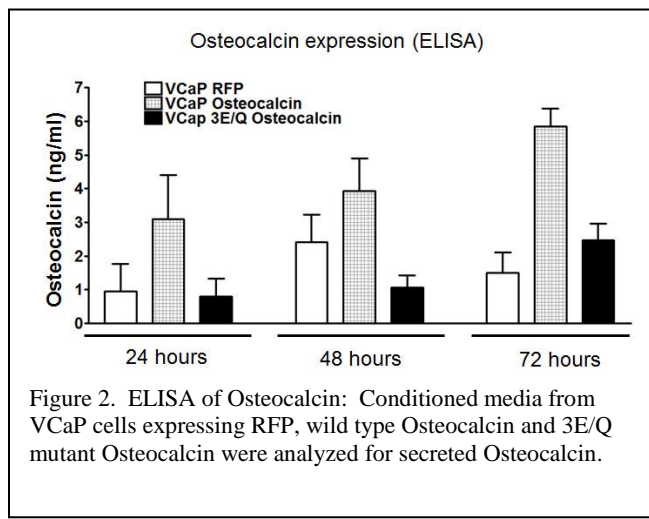 Osteocalcin expression (ELISA)
VCaP RFP
VCaP Osteocalcin
VCap 3E/Q Osteocalcin
Osteocalcin (ng/ml)
7
6
5
4
3
2
1
0
24 hours
48 hours
72 hours
Figure 2.  ELISA of Osteocalcin:  Conditioned media from
VCaP cells expressing RFP, wild type Osteocalcin and 3E/Q
mutant Osteocalcin were analyzed for secreted Osteocalcin.